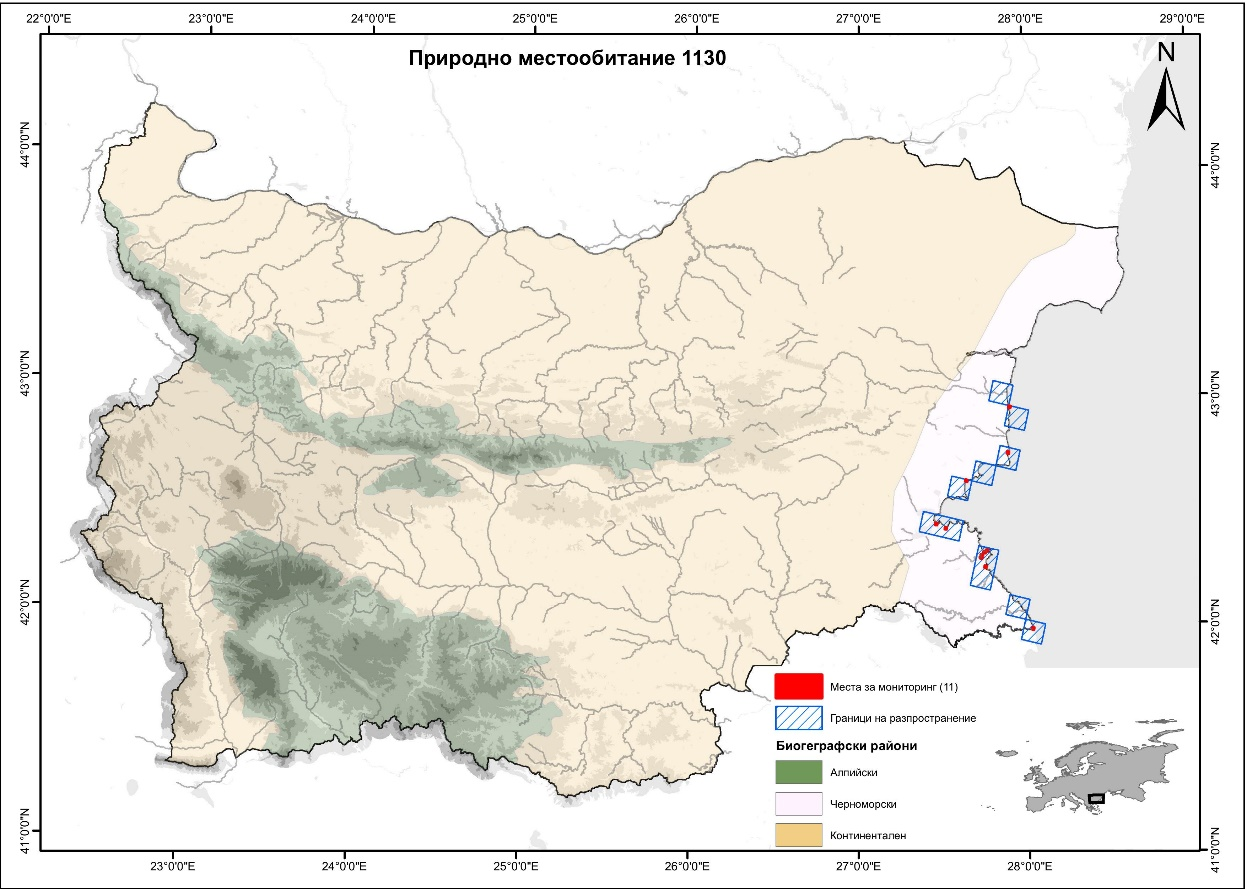 22°0'0"E 23°0'0"E 24°0'0"E 25°0'0"E 26°0'0"E 27°0'0"E 28°0'0"E 29°0'0"E
Природно местообитание 1130
N
44°0'0"N
44°0'0"N
43°0'0"N
43°0'0"N
42°0'0"N
42°0'0"N
Места за мониторинг (11)
Граници на разпространение
Биогеографски райони
Алпийски
Черноморски
Континентален
41°0'0"N
41°0'0"N
23°0'0"E 24°0'0"E 25°0'0"E 26°0'0"E 27°0'0"E 28°0'0"E